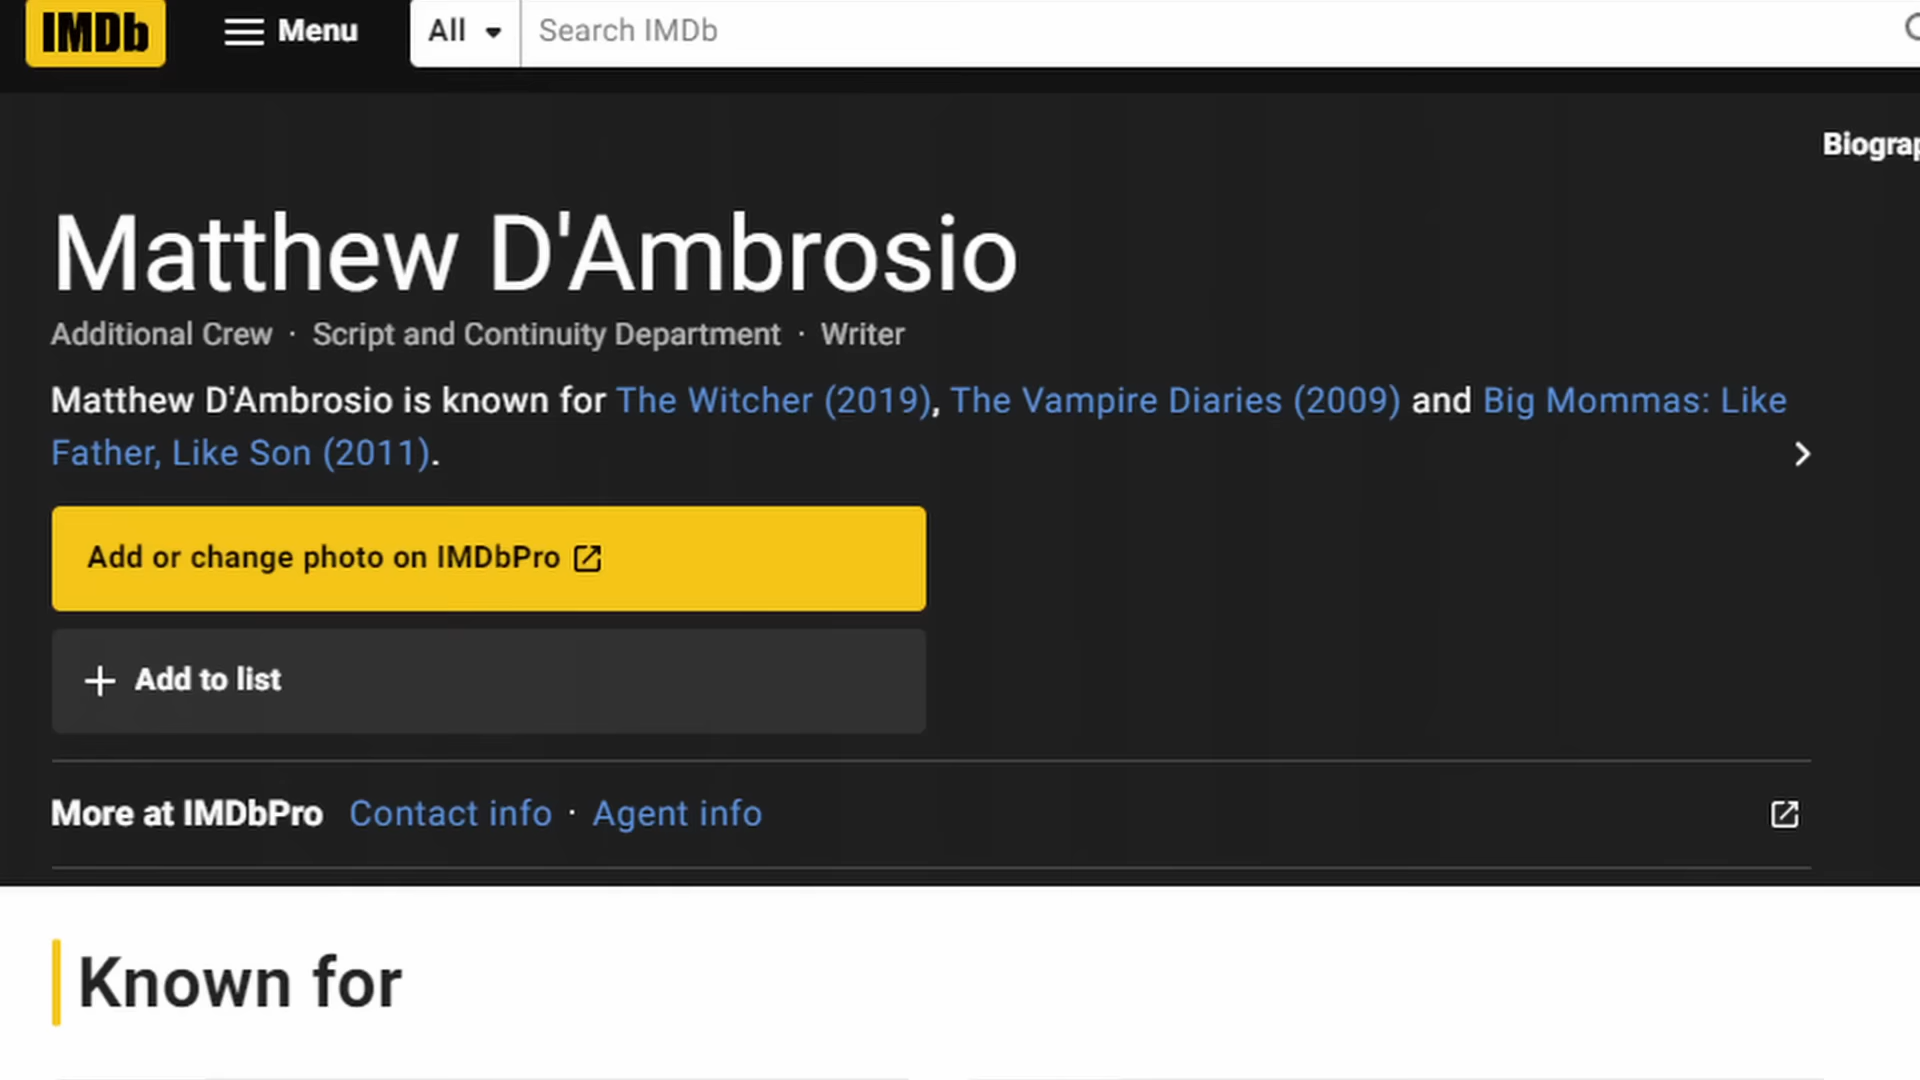 IMDb Menu All Search IMDb
Biograp
Matthew D'Ambrosio
Additional Crew · Script and Continuity Department · Writer
Matthew D'Ambrosio is known for The Witcher (2019), The Vampire Diaries (2009) and Big Mommas: Like
Father, Like Son (2011).
Add or change photo on IMDbPro
+ Add to list
More at IMDbPro Contact info · Agent info
Known for